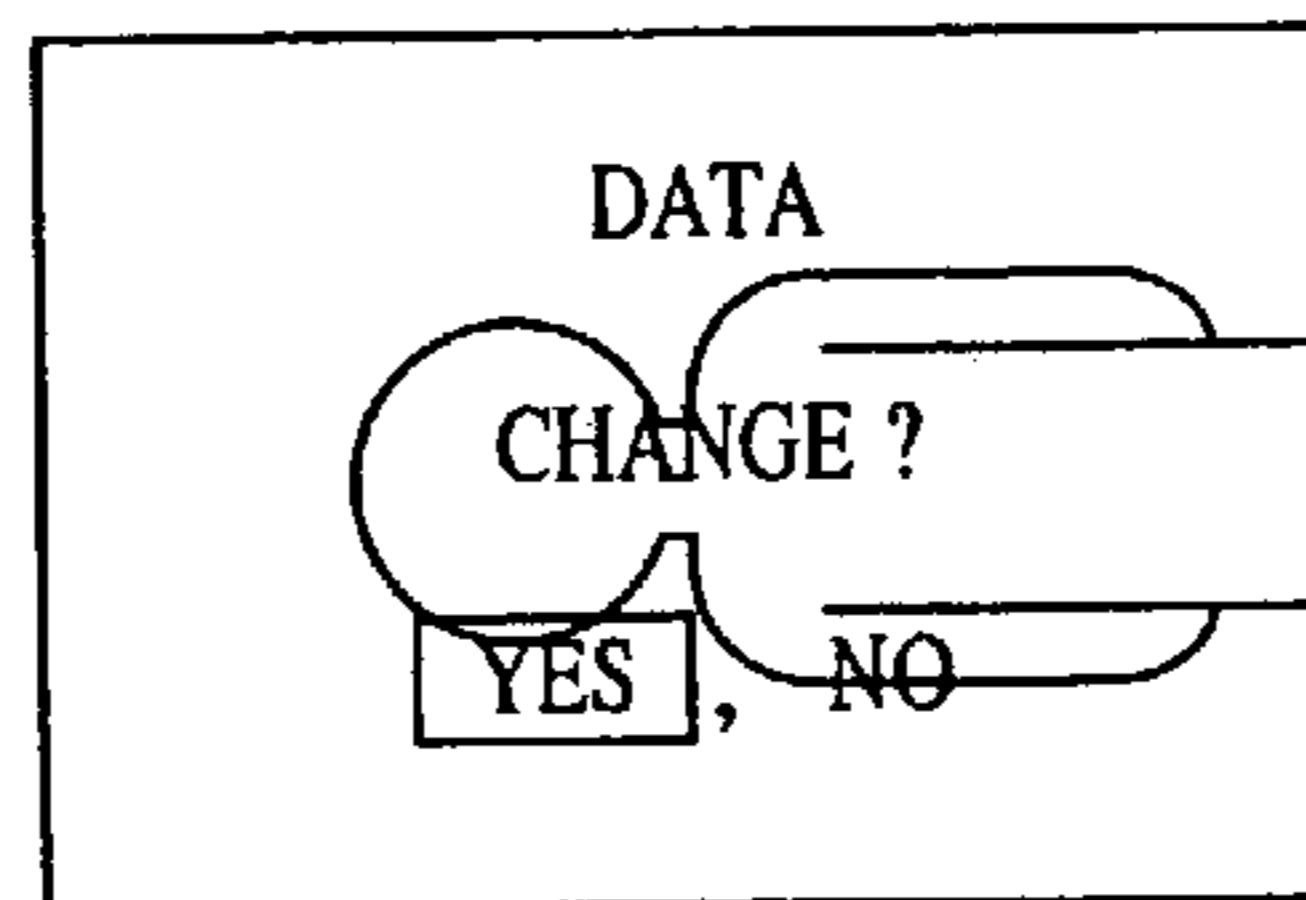 DATA
CHANGE ?
YES , NO